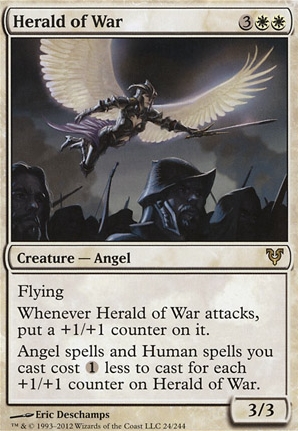 Herald of War 3
Creature — Angel
Flying
Whenever Herald of War attacks,
put a +1/+1 counter on it.
Angel spells and Human spells you
cast cost 1 less to cast for each
+1/+1 counter on Herald of War.
3/3
Eric Deschamps
™ & © 1993–2012 Wizards of the Coast LLC 24/244